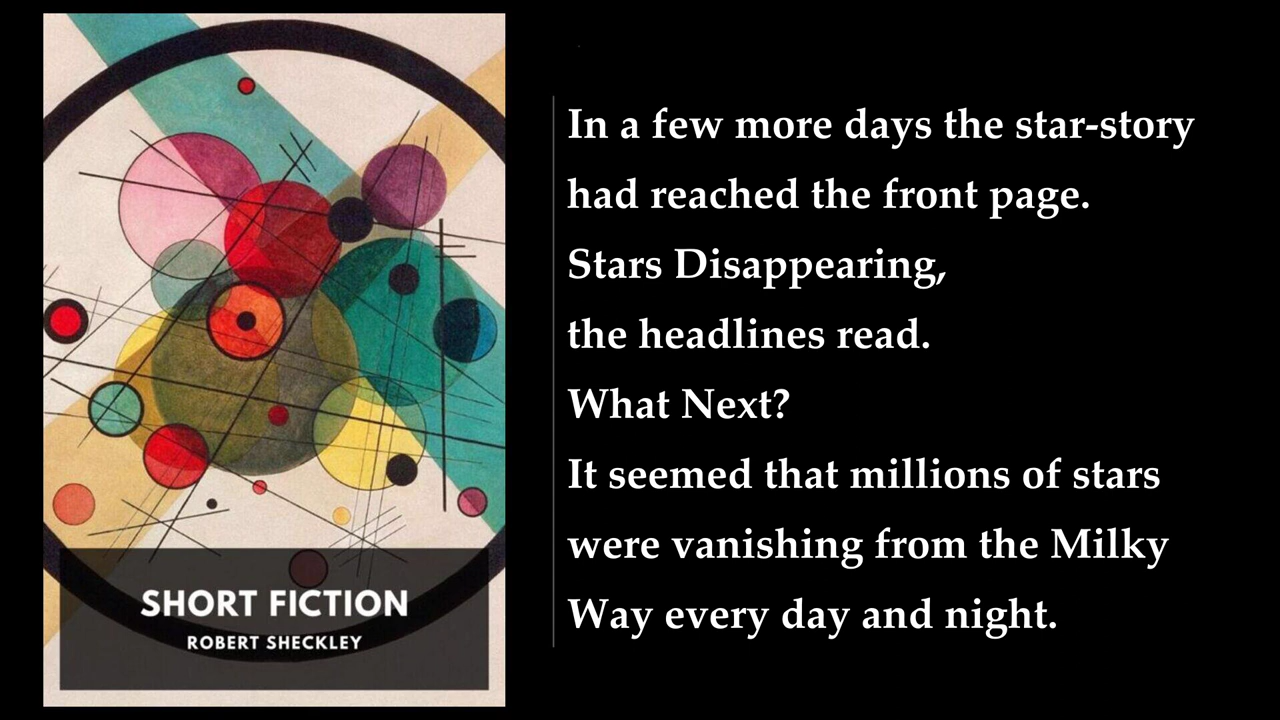 SHORT FICTION
ROBERT SHECKLEY
In a few more days the star-story
had reached the front page.
Stars Disappearing,
the headlines read.
What Next?
It seemed that millions of stars
were vanishing from the Milky
Way every day and night.